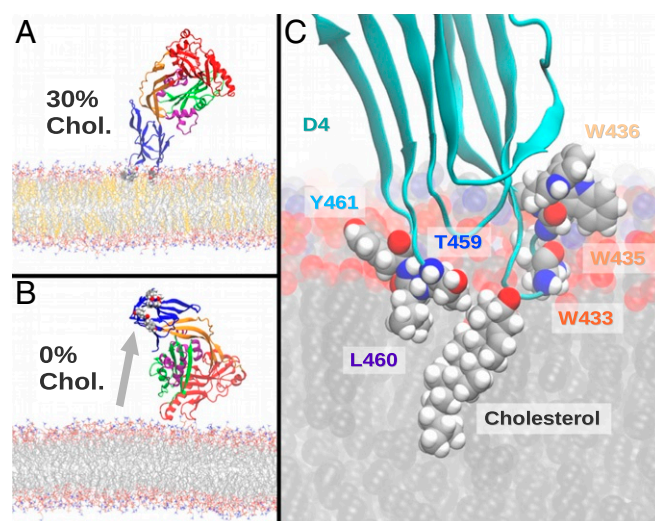 A
30%
Chol.
B
0%
Chol.
C
D4
W436
Y461
T459
W435
W433
L460
Cholesterol